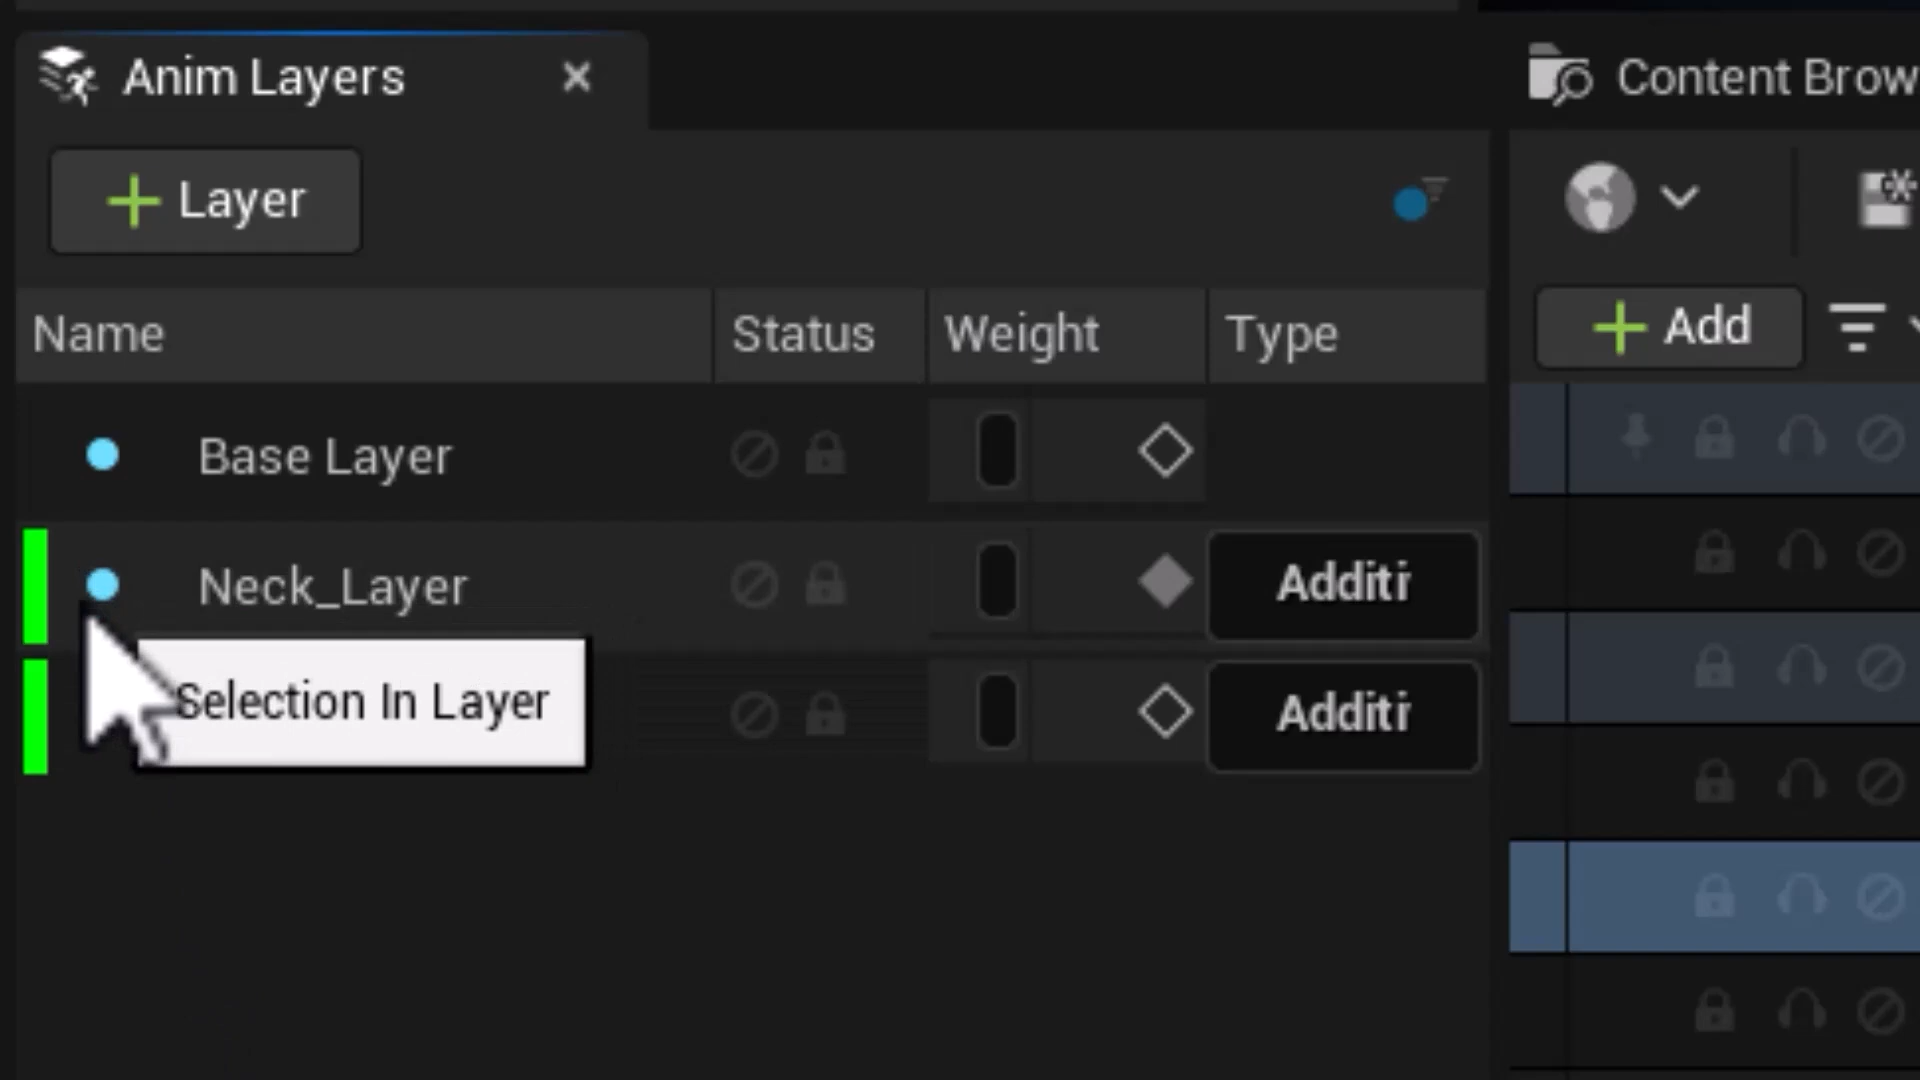 Anim Layers
Content Brow
Layer
Name
Status
Weight
Type
Add
Base Layer
Neck_Layer
Additi
Selection In Layer
Additi